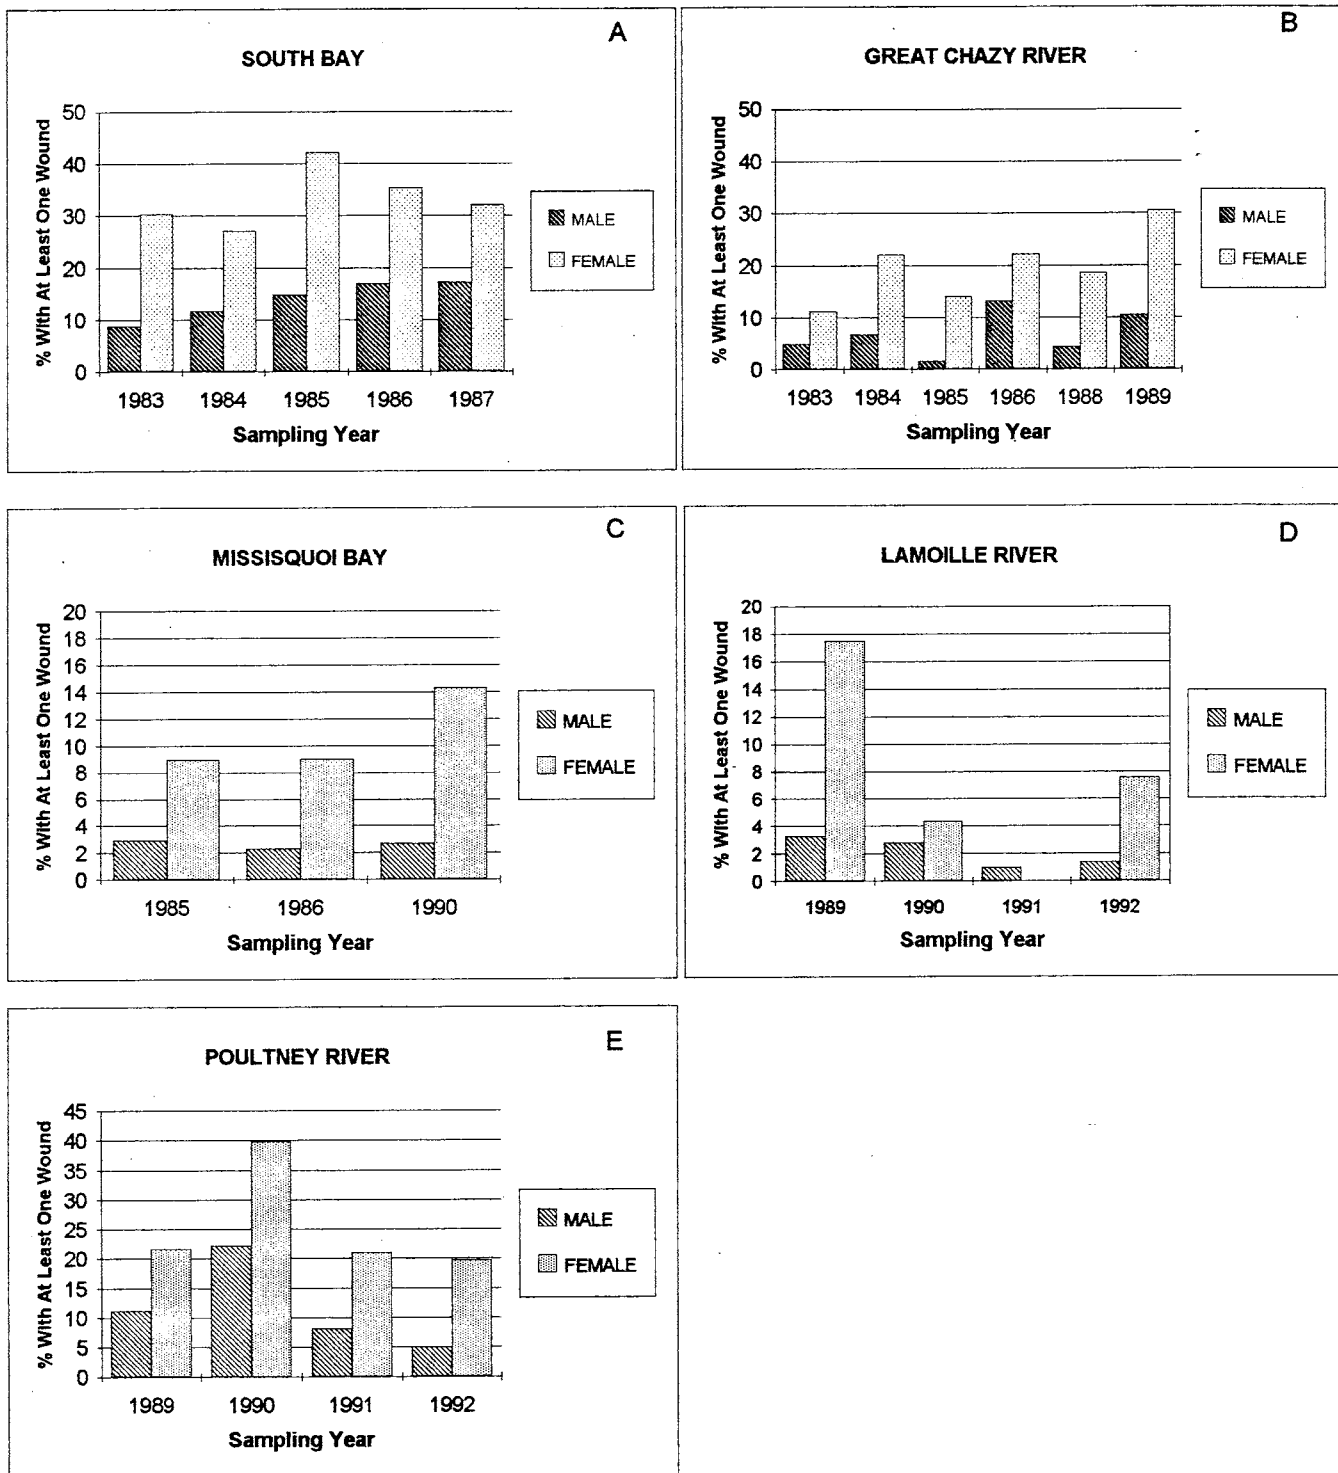 A
SOUTH BAY
% With At Least One Wound
50
40
30
20
10
0
1983 1984 1985 1986 1987
Sampling Year
MALE
FEMALE
B
GREAT CHAZY RIVER
% With At Least One Wound
50
40
30
20
10
0
1983 1984 1985 1986 1988 1989
Sampling Year
MALE
FEMALE
C
MISSISQUOI BAY
% With At Least One Wound
20
18
16
14
12
10
8
6
4
2
0
1985 1986 1990
Sampling Year
MALE
FEMALE
D
LAMOILLE RIVER
% With At Least One Wound
20
18
16
14
12
10
8
6
4
2
0
1989 1990 1991 1992
Sampling Year
MALE
FEMALE
E
POULTNEY RIVER
% With At Least One Wound
45
40
35
30
25
20
15
10
5
0
1989 1990 1991 1992
Sampling Year
MALE
FEMALE